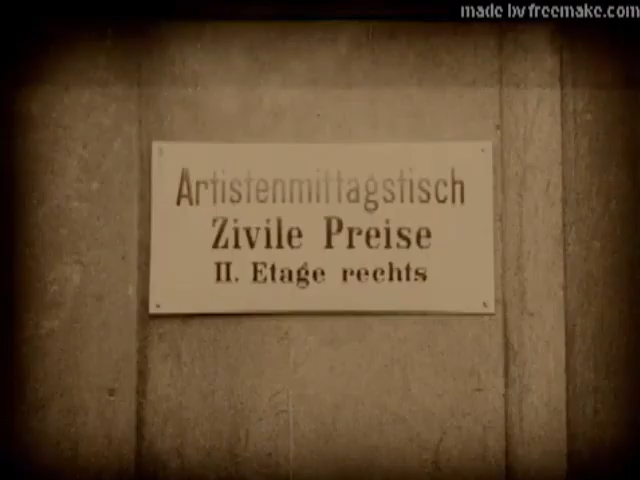 made by freemake.com
Artistenmittagstisch
Zivile Preise
II. Etage rechts